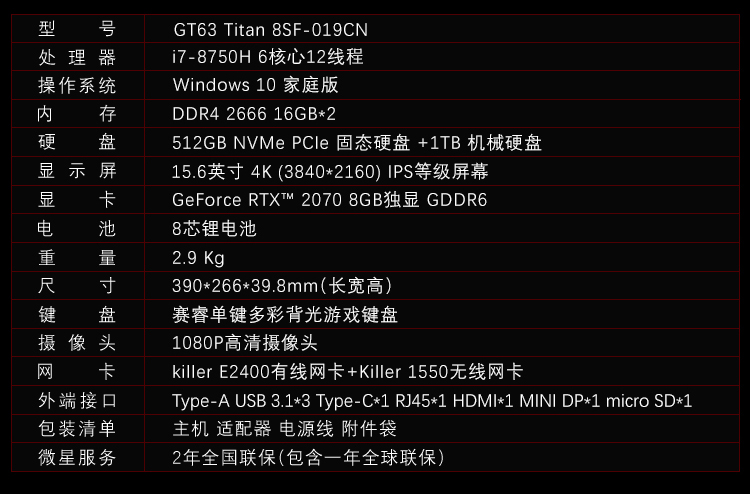 型号 GT63 Titan 8SF-019CN
处理器 i7-8750H 6核心12线程
操作系统 Windows 10 家庭版
内存 DDR4 2666 16GB*2
硬盘 512GB NVMe PCIe 固态硬盘 +1TB 机械硬盘
显示屏 15.6英寸 4K (3840*2160) IPS等级屏幕
显卡 GeForce RTX™ 2070 8GB独显 GDDR6
电池 8芯锂电池
重量 2.9 Kg
尺寸 390*266*39.8mm(长宽高)
键盘 赛睿单键多彩背光游戏键盘
摄像头 1080P高清摄像头
网卡 killer E2400有线网卡+Killer 1550无线网卡
外端接口 Type-A USB 3.1*3 Type-C*1 RJ45*1 HDMI*1 MINI DP*1 micro SD*1
包装清单 主机 适配器 电源线 附件袋
微星服务 2年全国联保(包含一年全球联保)